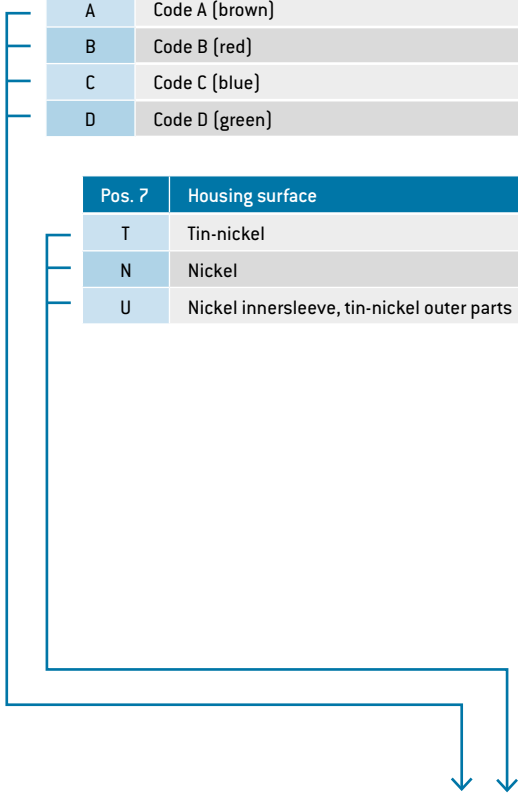 A Code A (brown)
B Code B (red)
C Code C (blue)
D Code D (green)
Pos. 7 Housing surface
T Tin-nickel
N Nickel
U Nickel innersleeve, tin-nickel outer parts